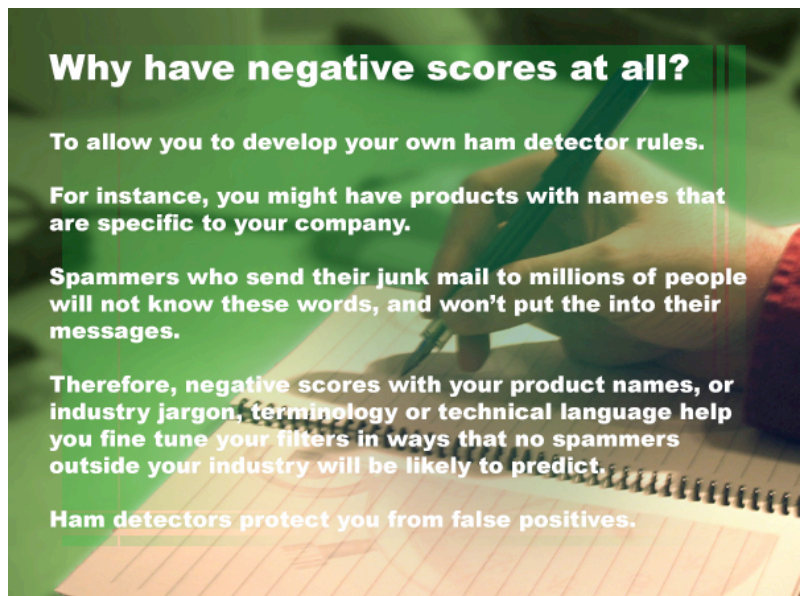 Why have negative scores at all?
To allow you to develop your own ham detector rules.
For instance, you might have products with names that
are specific to your company.
Spammers who send their junk mail to millions of people
will not know these words, and won’t put the into their
messages.
Therefore, negative scores with your product names, or
industry jargon, terminology or technical language help
you fine tune your filters in ways that no spammers
outside your industry will be likely to predict.
Ham detectors protect you from false positives.